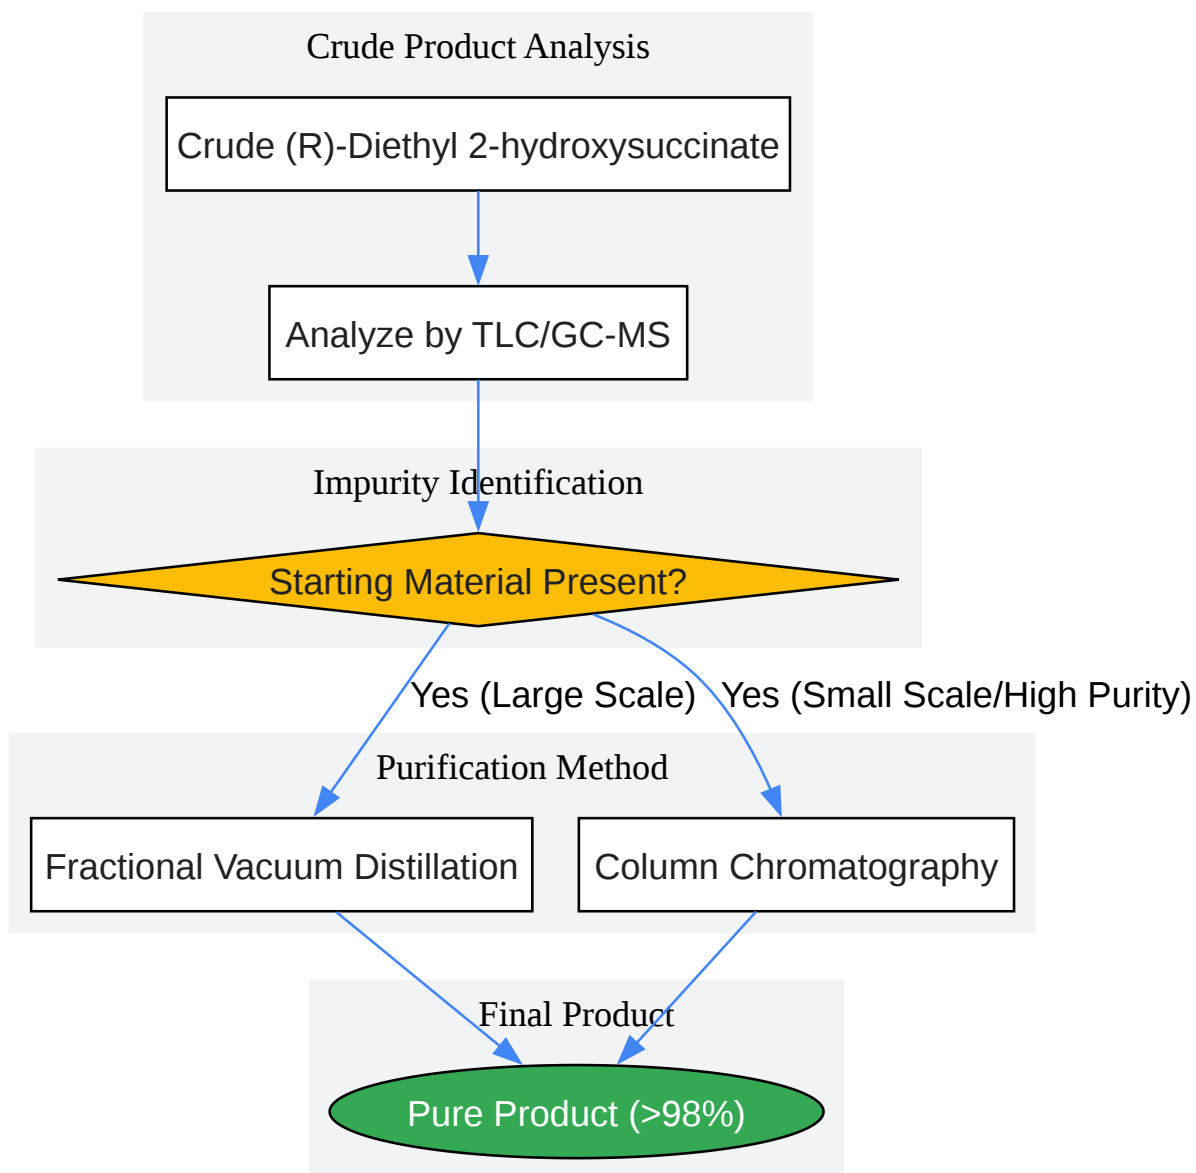 Crude Product Analysis
Crude (R)-Diethyl 2-hydroxysuccinate
Analyze by TLC/GC-MS
Impurity Identification
Starting Material Present?
Yes (Large Scale)
Yes (Small Scale/High Purity)
Purification Method
Fractional Vacuum Distillation
Column Chromatography
Final Product
Pure Product (>98%)